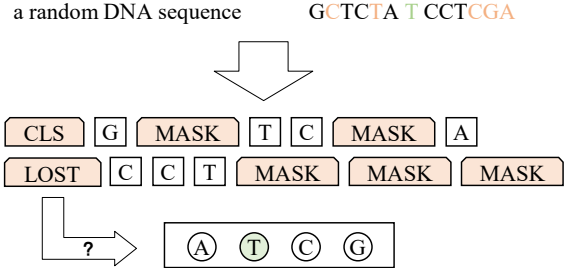 a random DNA sequence GCTCTA T CCTCGA
CLS G MASK T C MASK A
LOST C C T MASK MASK MASK
?
A T C G